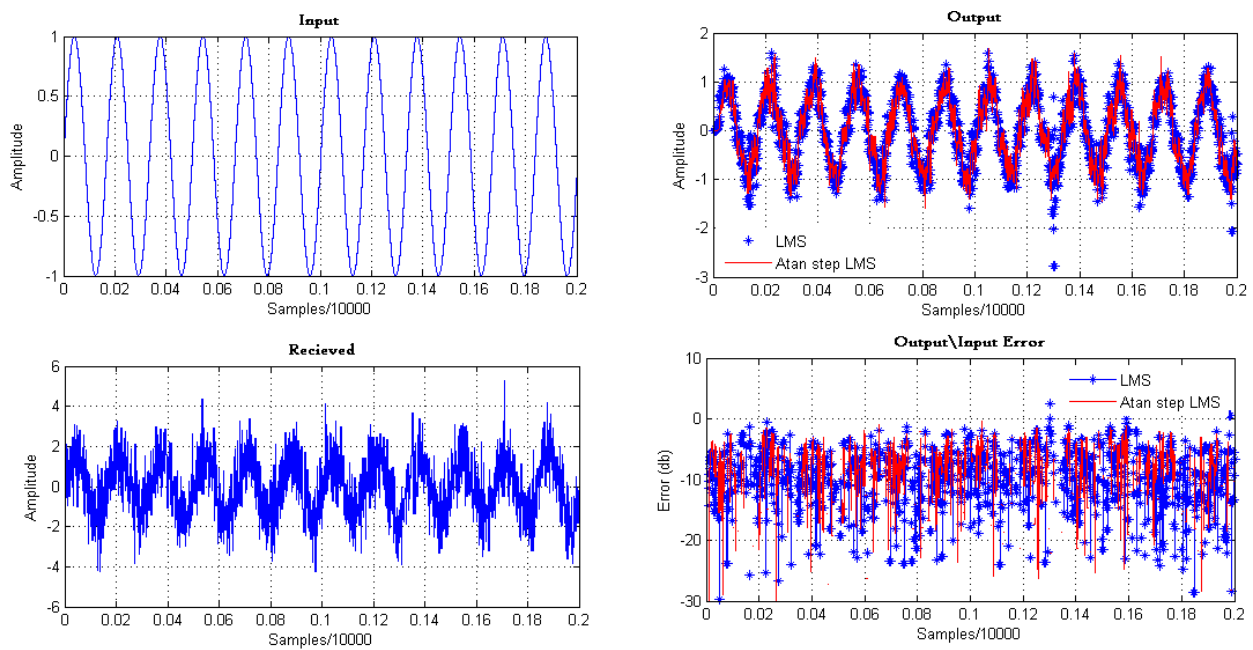 Input
Amplitude
1
0.5
0
-0.5
-1
0 0.02 0.04 0.06 0.08 0.1 0.12 0.14 0.16 0.18 0.2
Samples/10000
Output
Amplitude
2
1
0
-1
-2
-3
LMS
Atan step LMS
0 0.02 0.04 0.06 0.08 0.1 0.12 0.14 0.16 0.18 0.2
Samples/10000
Recieved
Amplitude
6
4
2
0
-2
-4
-6
0 0.02 0.04 0.06 0.08 0.1 0.12 0.14 0.16 0.18 0.2
Samples/10000
Output\Input Error
Error (db)
10
0
-10
-20
-30
LMS
Atan step LMS
0 0.02 0.04 0.06 0.08 0.1 0.12 0.14 0.16 0.18 0.2
Samples/10000